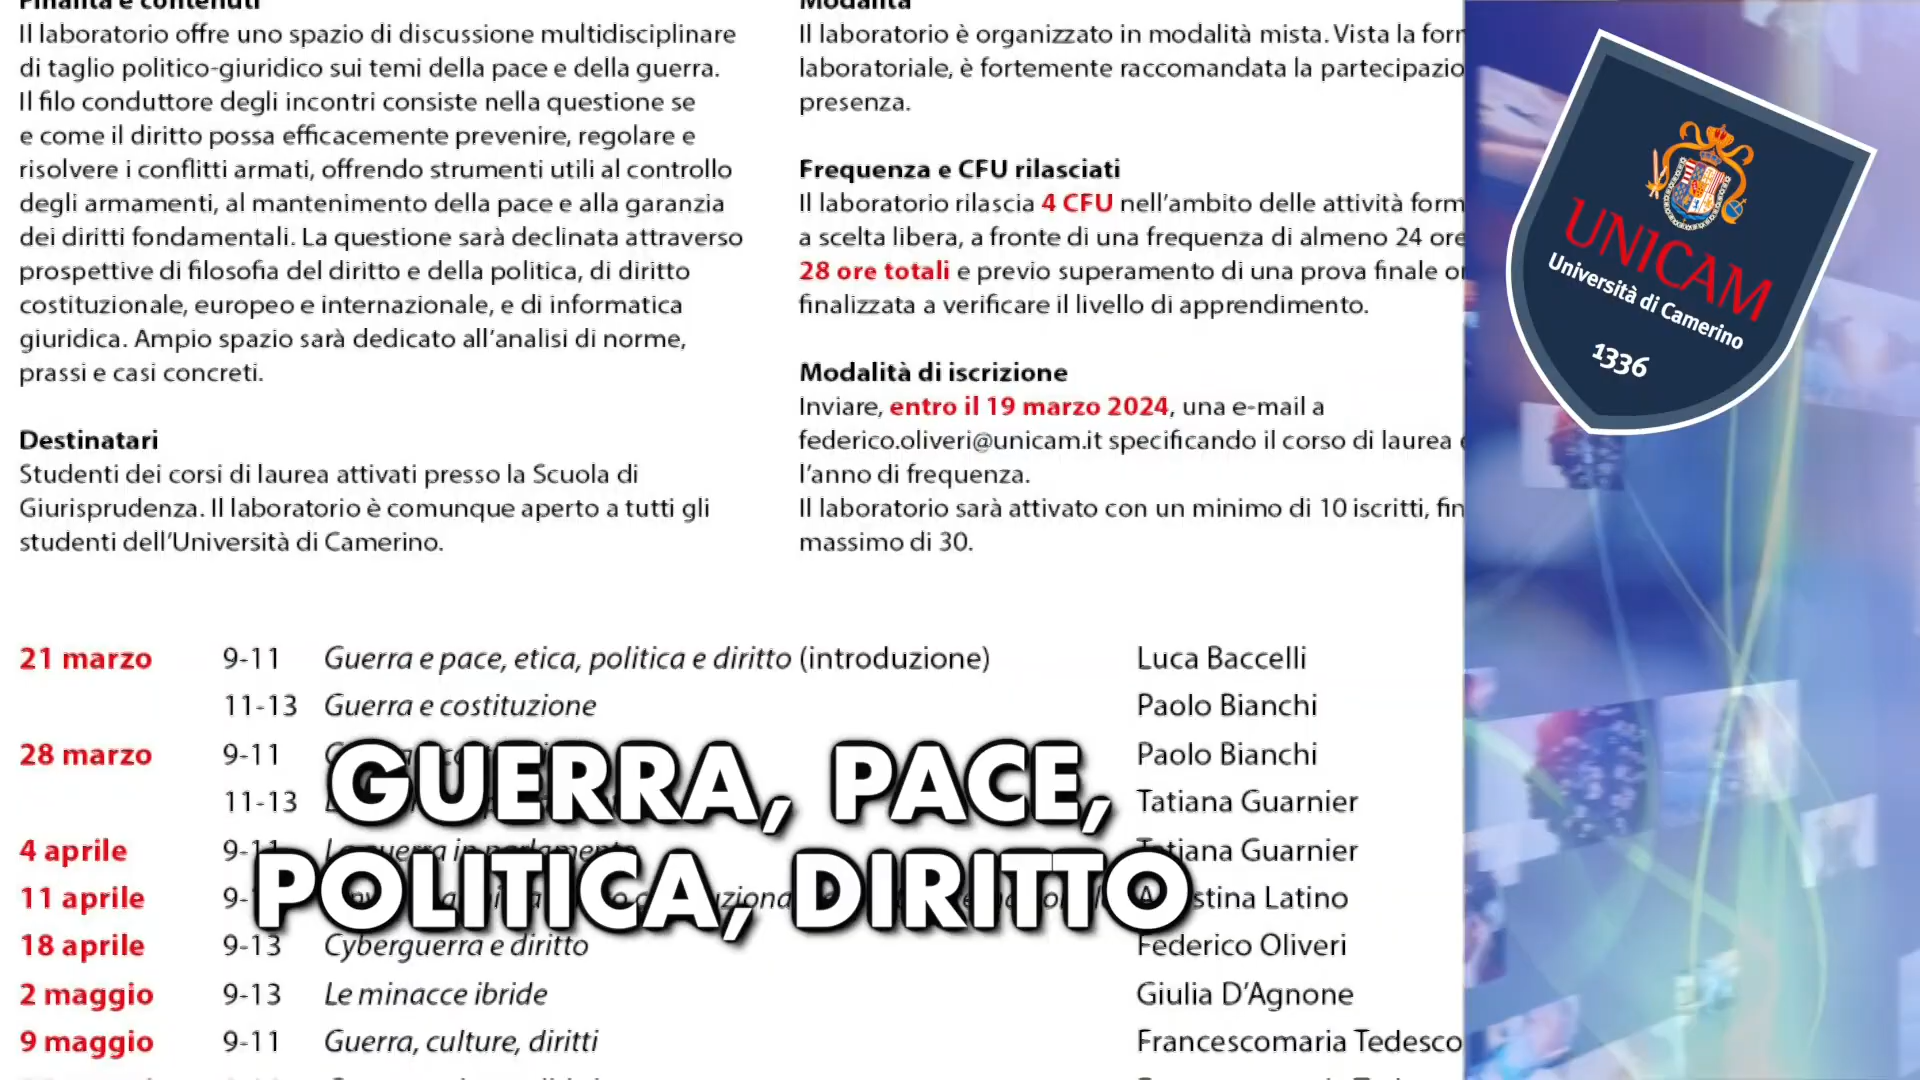 Finalità e contenuti
Il laboratorio offre uno spazio di discussione multidisciplinare
di taglio politico-giuridico sui temi della pace e della guerra.
Il filo conduttore degli incontri consiste nella questione se
e come il diritto possa efficacemente prevenire, regolare e
risolvere i conflitti armati, offrendo strumenti utili al controllo
degli armamenti, al mantenimento della pace e alla garanzia
dei diritti fondamentali. La questione sarà declinata attraverso
prospettive di filosofia del diritto e della politica, di diritto
costituzionale, europeo e internazionale, e di informatica
giuridica. Ampio spazio sarà dedicato all'analisi di norme,
prassi e casi concreti.
Destinatari
Studenti dei corsi di laurea attivati presso la Scuola di
Giurisprudenza. Il laboratorio è comunque aperto a tutti gli
studenti dell'Università di Camerino.
Modalità
Il laboratorio è organizzato in modalità mista. Vista la
laboratoriale, è fortemente raccomandata la
presenza.
Frequenza e CFU rilasciati
Il laboratorio rilascia 4 CFU nell'ambito delle attività
a scelta libera, a fronte di una frequenza di almeno 24 ore
28 ore totali e previo superamento di una prova finale
finalizzata a verificare il livello di apprendimento.
Modalità di iscrizione
Inviare, entro il 19 marzo 2024, una e-mail a
federico.oliveri@unicam.it specificando il corso di laurea
l'anno di frequenza.
Il laboratorio sarà attivato con un minimo di 10 iscritti,
massimo di 30.
21 marzo 9-11 Guerra e pace, etica, politica e diritto (introduzione) Luca Baccelli
11-13 Guerra e costituzione Paolo Bianchi
28 marzo 9-11 Paolo Bianchi
11-13 Tatiana Guarnier
4 aprile 9-11 La guerra in parlamento Tatiana Guarnier
11 aprile Latino
18 aprile 9-13 Cyberguerra e diritto Federico Oliveri
2 maggio 9-13 Le minacce ibride Giulia D'Agnone
9 maggio 9-11 Guerra, culture, diritti Francescomaria Tedesco
GUERRA, PACE,
POLITICA, DIRITTO
UNICAM
Università di Camerino
1336